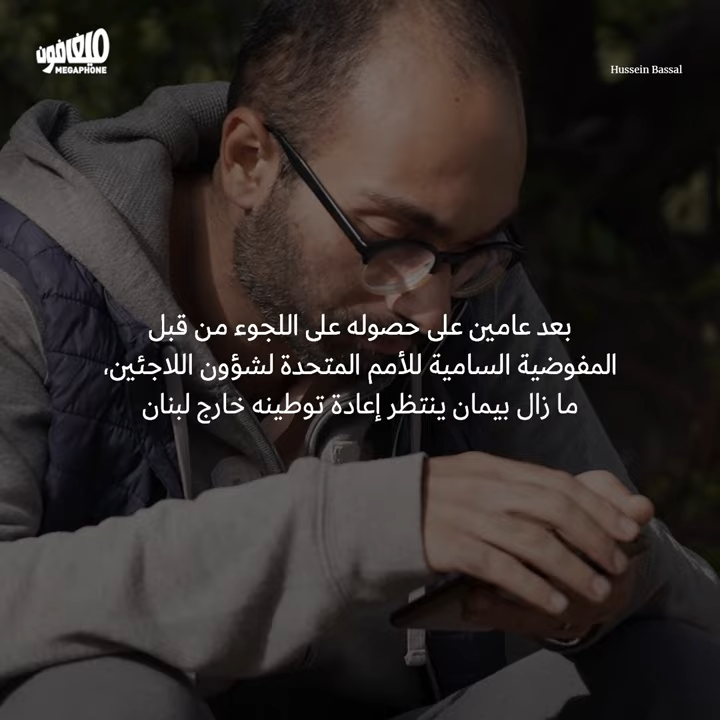 ميغافون
MEGAPHONE
Hussein Bassal
بعد عامين على حصوله على اللجوء من قبل
المفوضية السامية للأمم المتحدة لشؤون اللاجئين،
ما زال بيمان ينتظر إعادة توطينه خارج لبنان